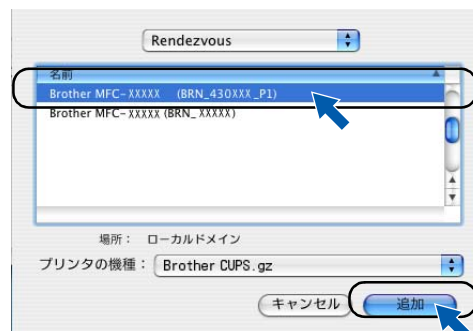 Rendezvous
名前
Brother MFC-XXXXX (BRN_430XXX_P1)
Brother MFC-XXXXX (BRN_XXXXX)
場所： ローカルドメイン
プリンタの機種： Brother CUPS.gz
キャンセル 追加